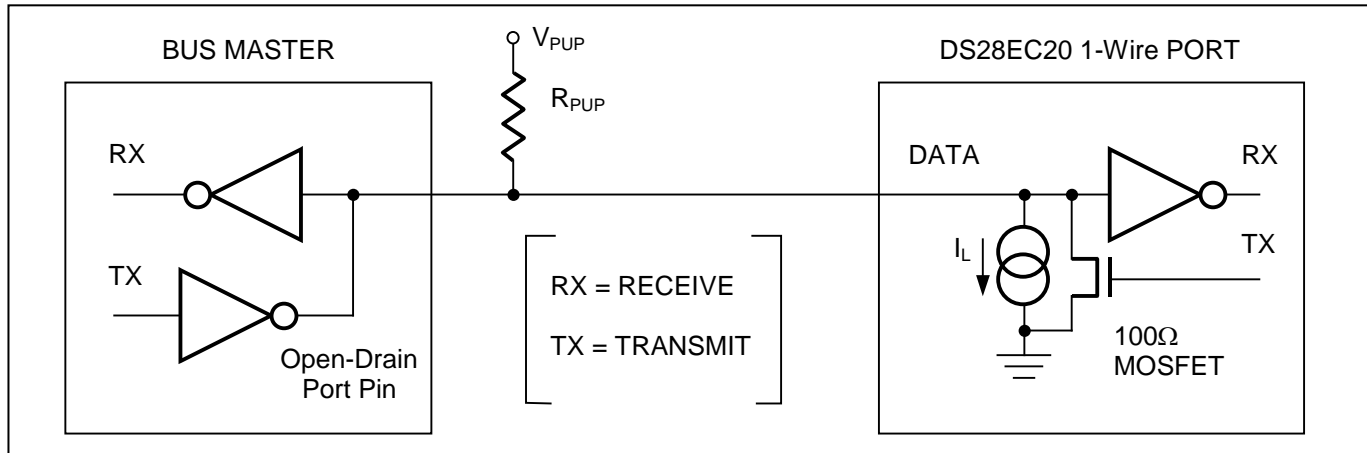 BUS MASTER
V_PUP
DS28EC20 1-Wire PORT
R_PUP
RX
DATA
RX
TX
I_L
TX
RX = RECEIVE
TX = TRANSMIT
Open-Drain
Port Pin
100Ω
MOSFET